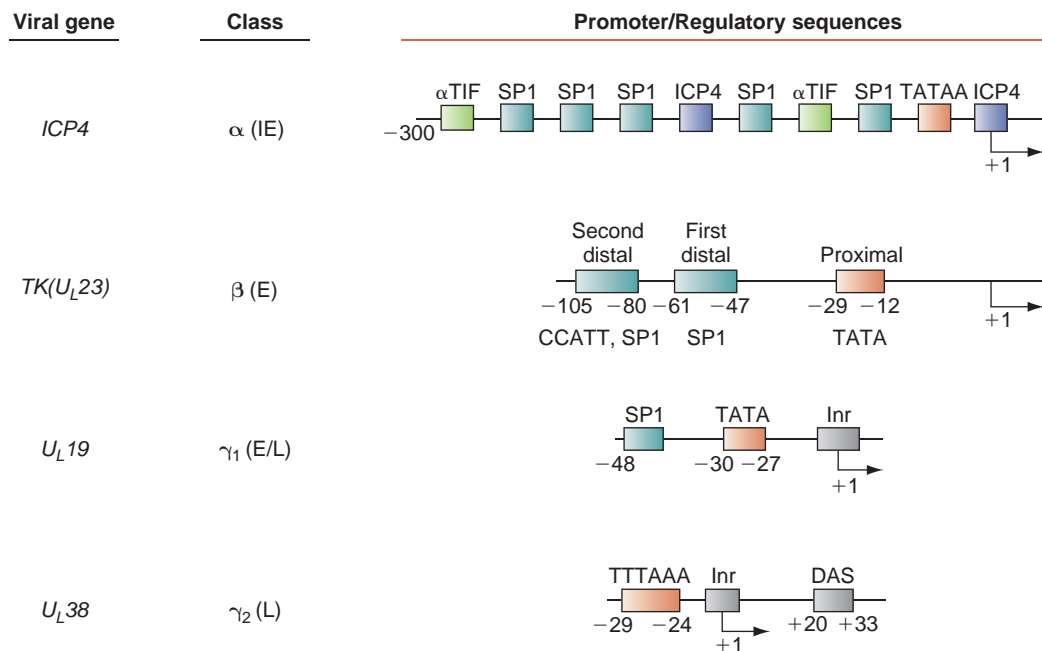 Viral gene Class Promoter/Regulatory sequences
αTIF SP1 SP1 SP1 ICP4 SP1 αTIF SP1 TATAA ICP4
ICP4 α (IE)
−300
+1
Second distal First distal Proximal
TK(UL23) β (E)
−105 −80 −61 −47 −29 −12 +1
CCATT, SP1 SP1 TATA
SP1 TATA Inr
UL19 γ1 (E/L)
−48 −30 −27 +1
TTTAAA Inr DAS
UL38 γ2 (L)
−29 −24 +1 +20 +33